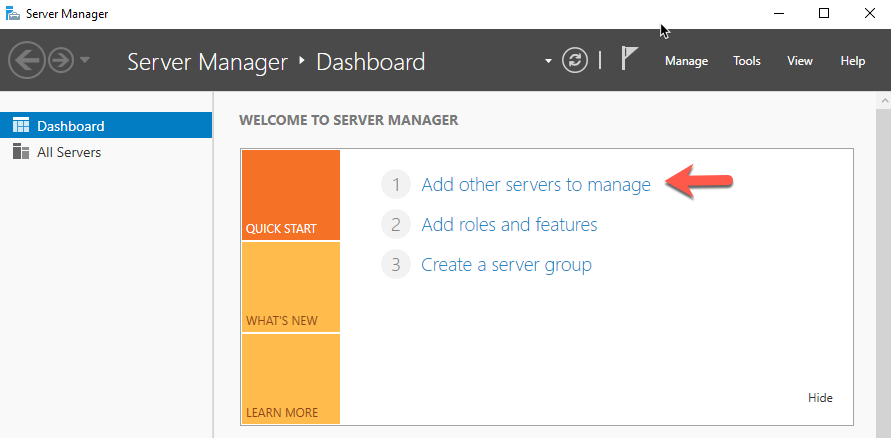 Server Manager
Server Manager ‣ Dashboard
Manage Tools View Help
Dashboard
All Servers
WELCOME TO SERVER MANAGER
QUICK START
WHAT'S NEW
LEARN MORE
1 Add other servers to manage
2 Add roles and features
3 Create a server group
Hide